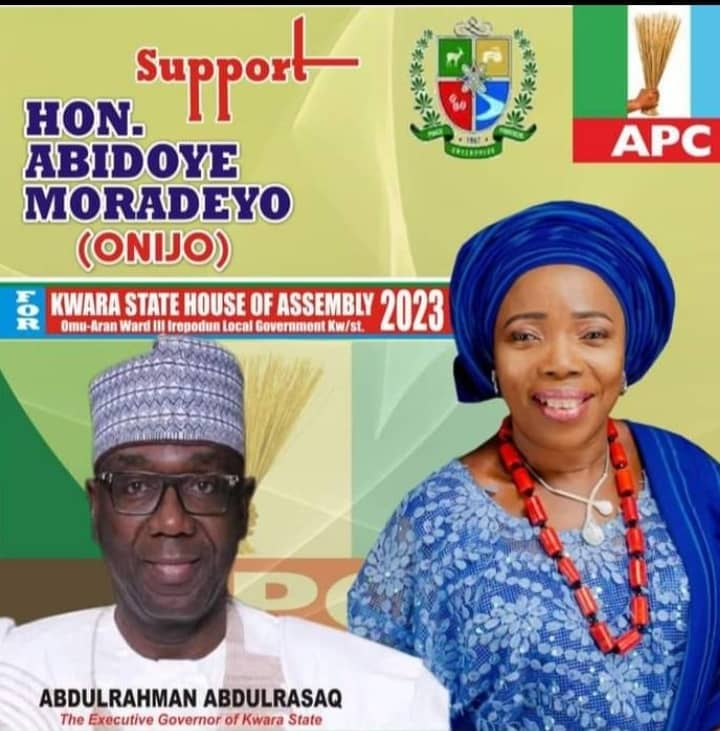 Support
HON.
ABIDOYE
MORADEYO
(ONIJO)
APC
FOR
KWARA STATE HOUSE OF ASSEMBLY 2023
Omu-Aran Ward III Irepodun Local Government Kw/st.
ABDULRAHMAN ABDULRASAQ
The Executive Governor of Kwara State